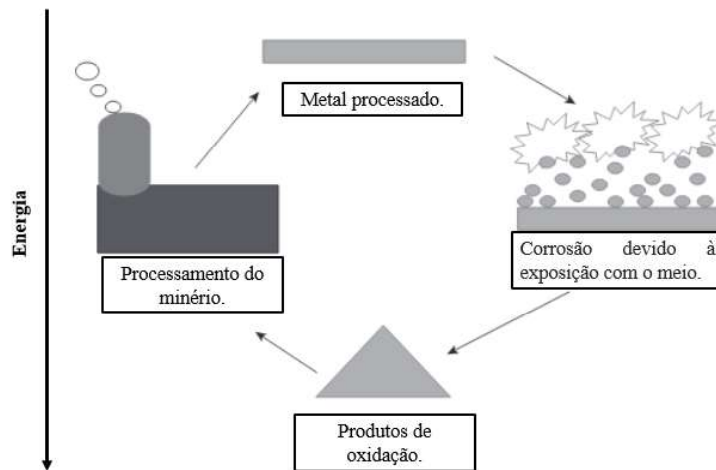 Energia
Metal processado.
Corrosão devido à
exposição com o meio.
Processamento do
minério.
Produtos de
oxidação.